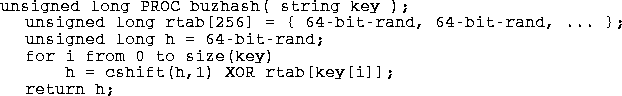 unsigned long PROC buzhash( string key );
unsigned long rtab[256] = { 64-bit-rand, 64-bit-rand, ... };
unsigned long h = 64-bit-rand;
for i from 0 to size(key)
h = cshift(h,1) XOR rtab[key[i]];
return h;